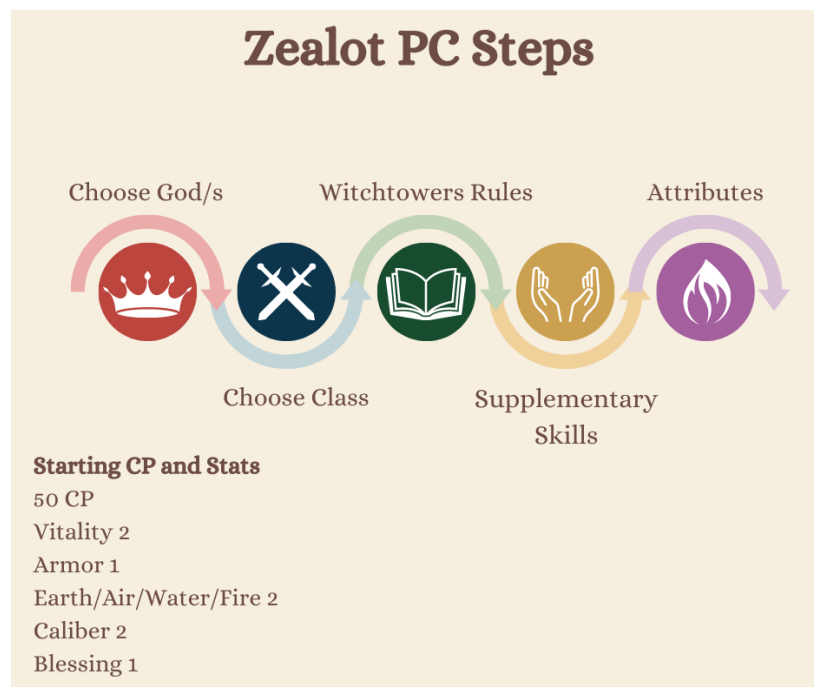 Zealot PC Steps
Choose God/s
Witchtowers Rules
Attributes
Choose Class
Supplementary
Skills
Starting CP and Stats
50 CP
Vitality 2
Armor 1
Earth/Air/Water/Fire 2
Caliber 2
Blessing 1